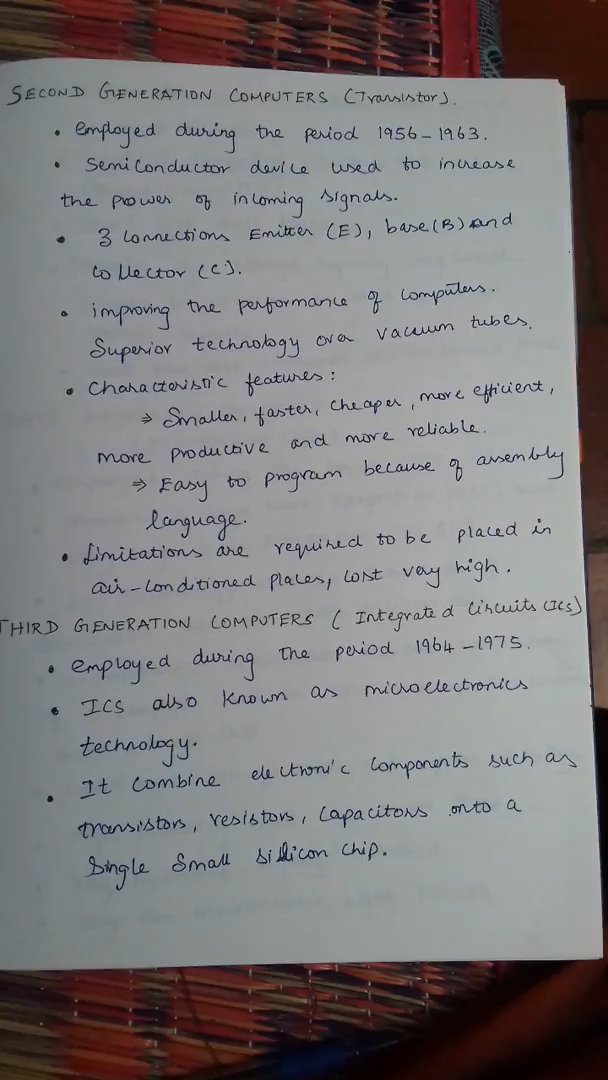 SECOND GENERATION COMPUTERS (Transistor).
• employed during the period 1956-1963.
• Semiconductor device used to increase
the power of incoming signals.
• 3 Connections Emitter (E), base(B) and
collector (C).
• improving the performance of computers.
Superior technology over vacuum tubes.
• Characteristic features:
⇒ Smaller, faster, cheaper, more efficient,
more productive and more reliable.
⇒ Easy to program because of assembly
language.
• Limitations are required to be placed in
air-conditioned places, cost very high.
THIRD GENERATION COMPUTERS ( Integrated Circuits (ICs)
• employed during the period 1964-1975.
• ICS also known as microelectronics
technology.
• It combine electronic components such as
transistors, resistors, capacitors onto a
Single Small silicon chip.